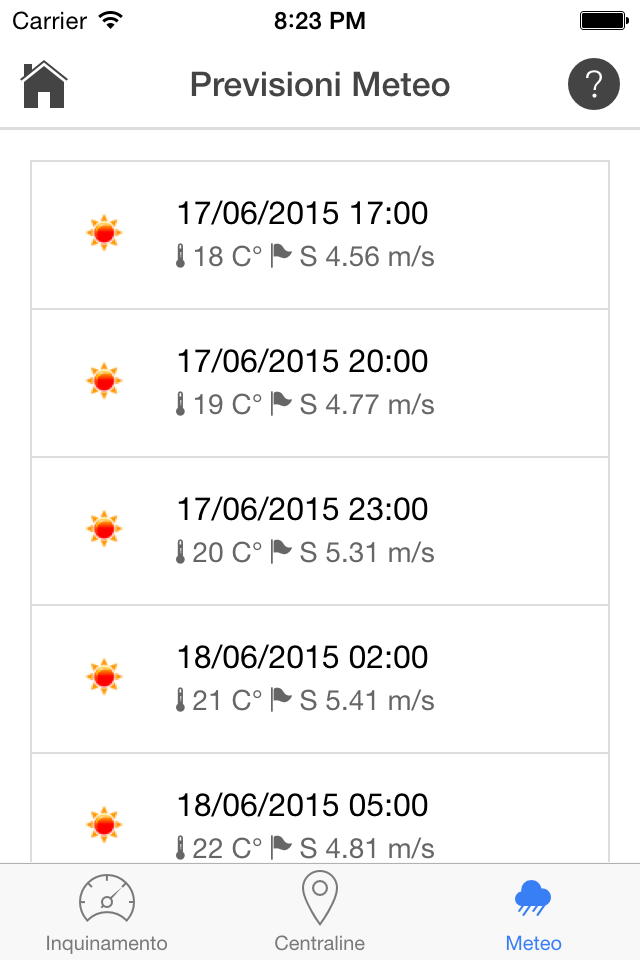 Carrier 8:23 PM
Previsioni Meteo ?
17/06/2015 17:00
18 C° S 4.56 m/s
17/06/2015 20:00
19 C° S 4.77 m/s
17/06/2015 23:00
20 C° S 5.31 m/s
18/06/2015 02:00
21 C° S 5.41 m/s
18/06/2015 05:00
22 C° S 4.81 m/s
Inquinamento Centraline Meteo